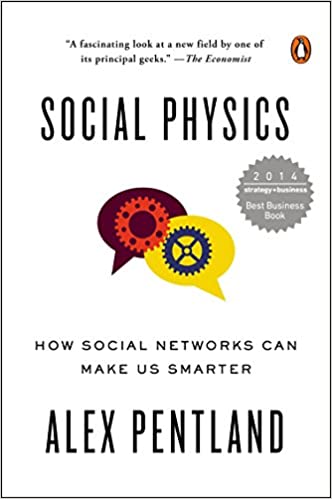 “A fascinating look at a new field by one of
its principal geeks.” —The Economist
SOCIAL PHYSICS
2014
strategy+business
Best Business
Book
HOW SOCIAL NETWORKS CAN
MAKE US SMARTER
ALEX PENTLAND